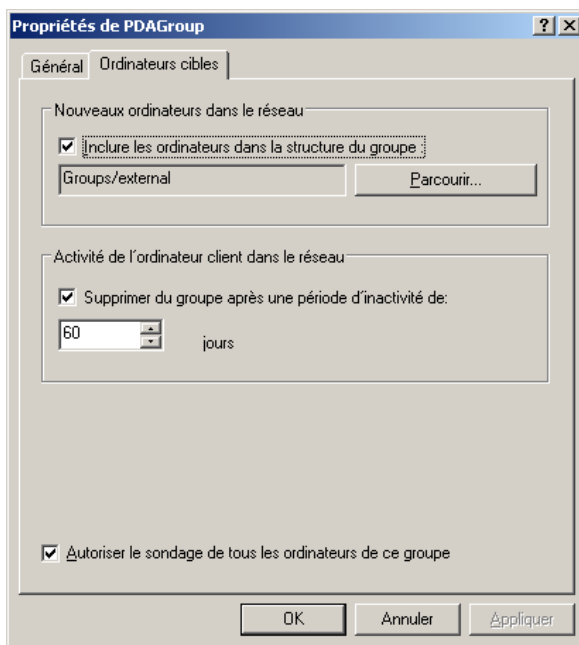 Propriétés de PDAGroup
Général Ordinateurs cibles
Nouveaux ordinateurs dans le réseau
Inclure les ordinateurs dans la structure du groupe :
Groups/external Parcourir...
Activité de l'ordinateur client dans le réseau
Supprimer du groupe après une période d'inactivité de:
60 jours
Autoriser le sondage de tous les ordinateurs de ce groupe
OK Annuler Appliquer